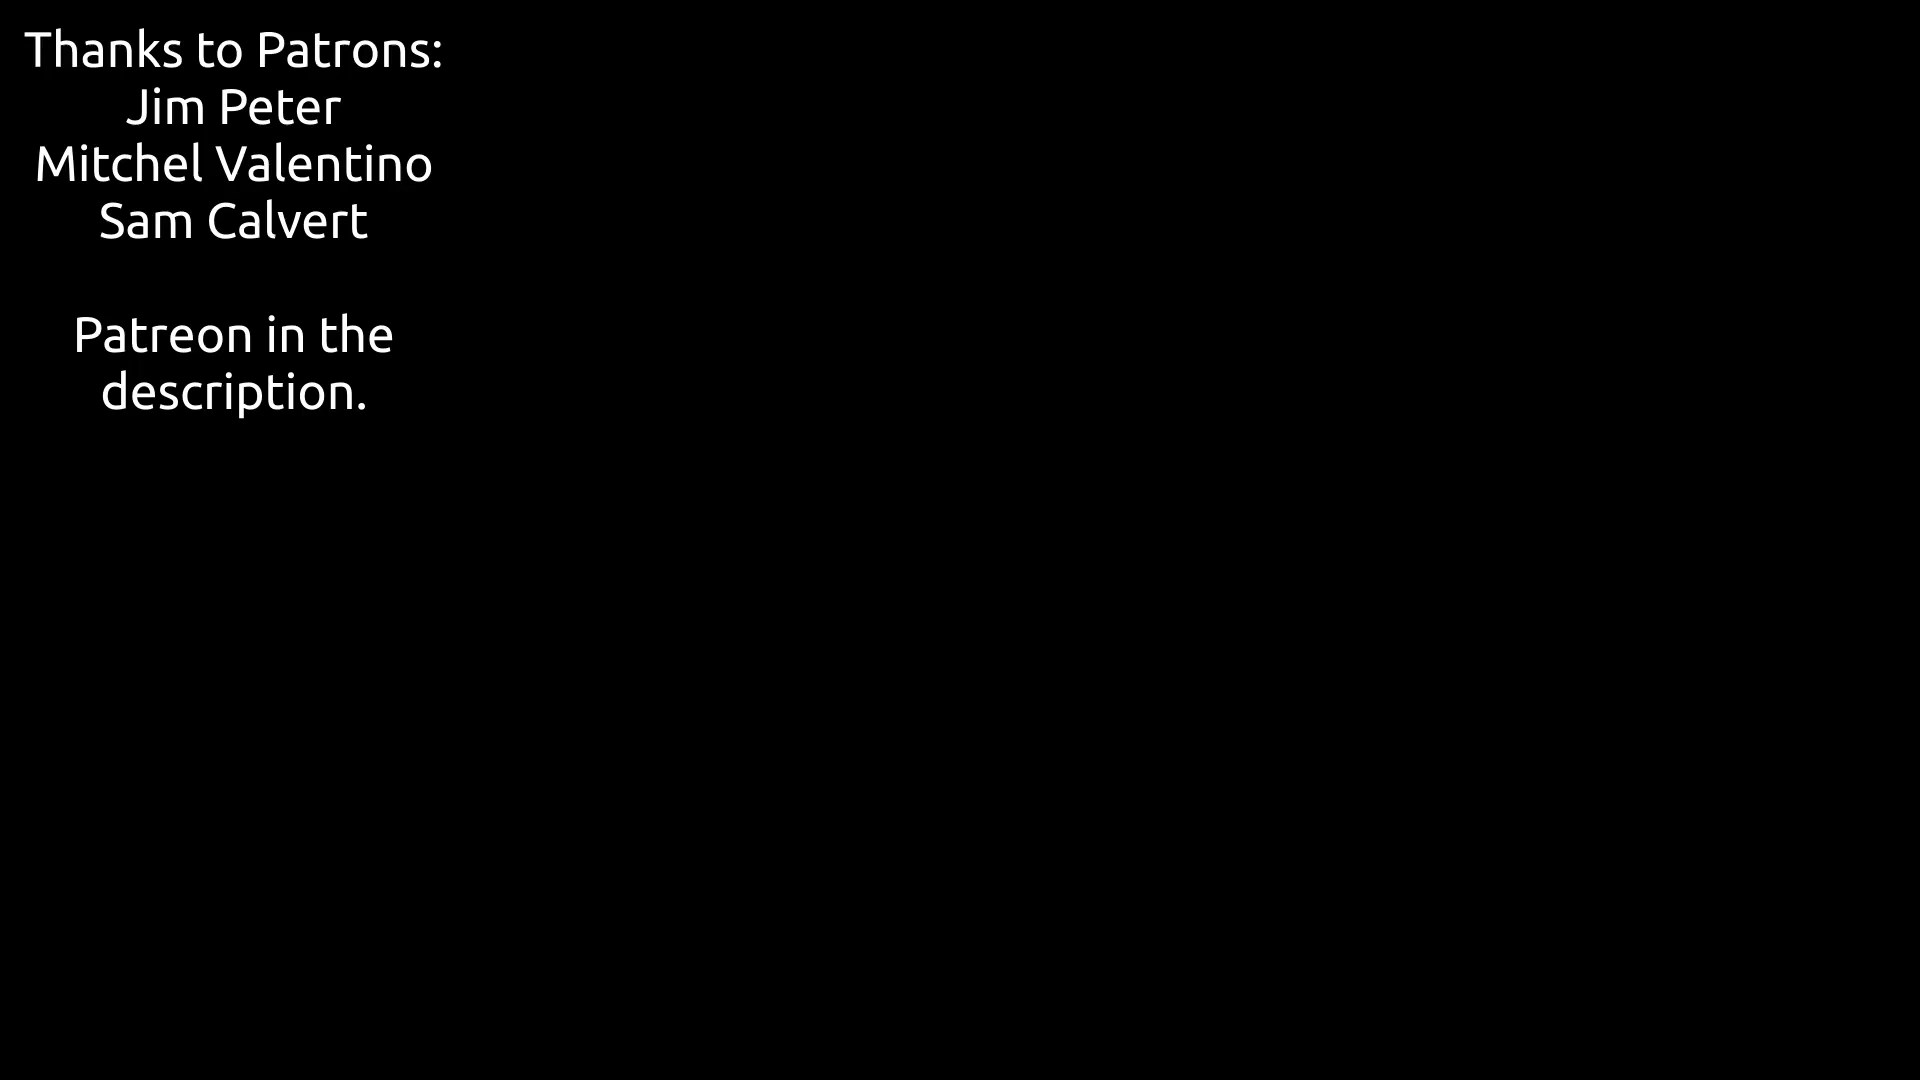 Thanks to Patrons:
Jim Peter
Mitchel Valentino
Sam Calvert
Patreon in the
description.